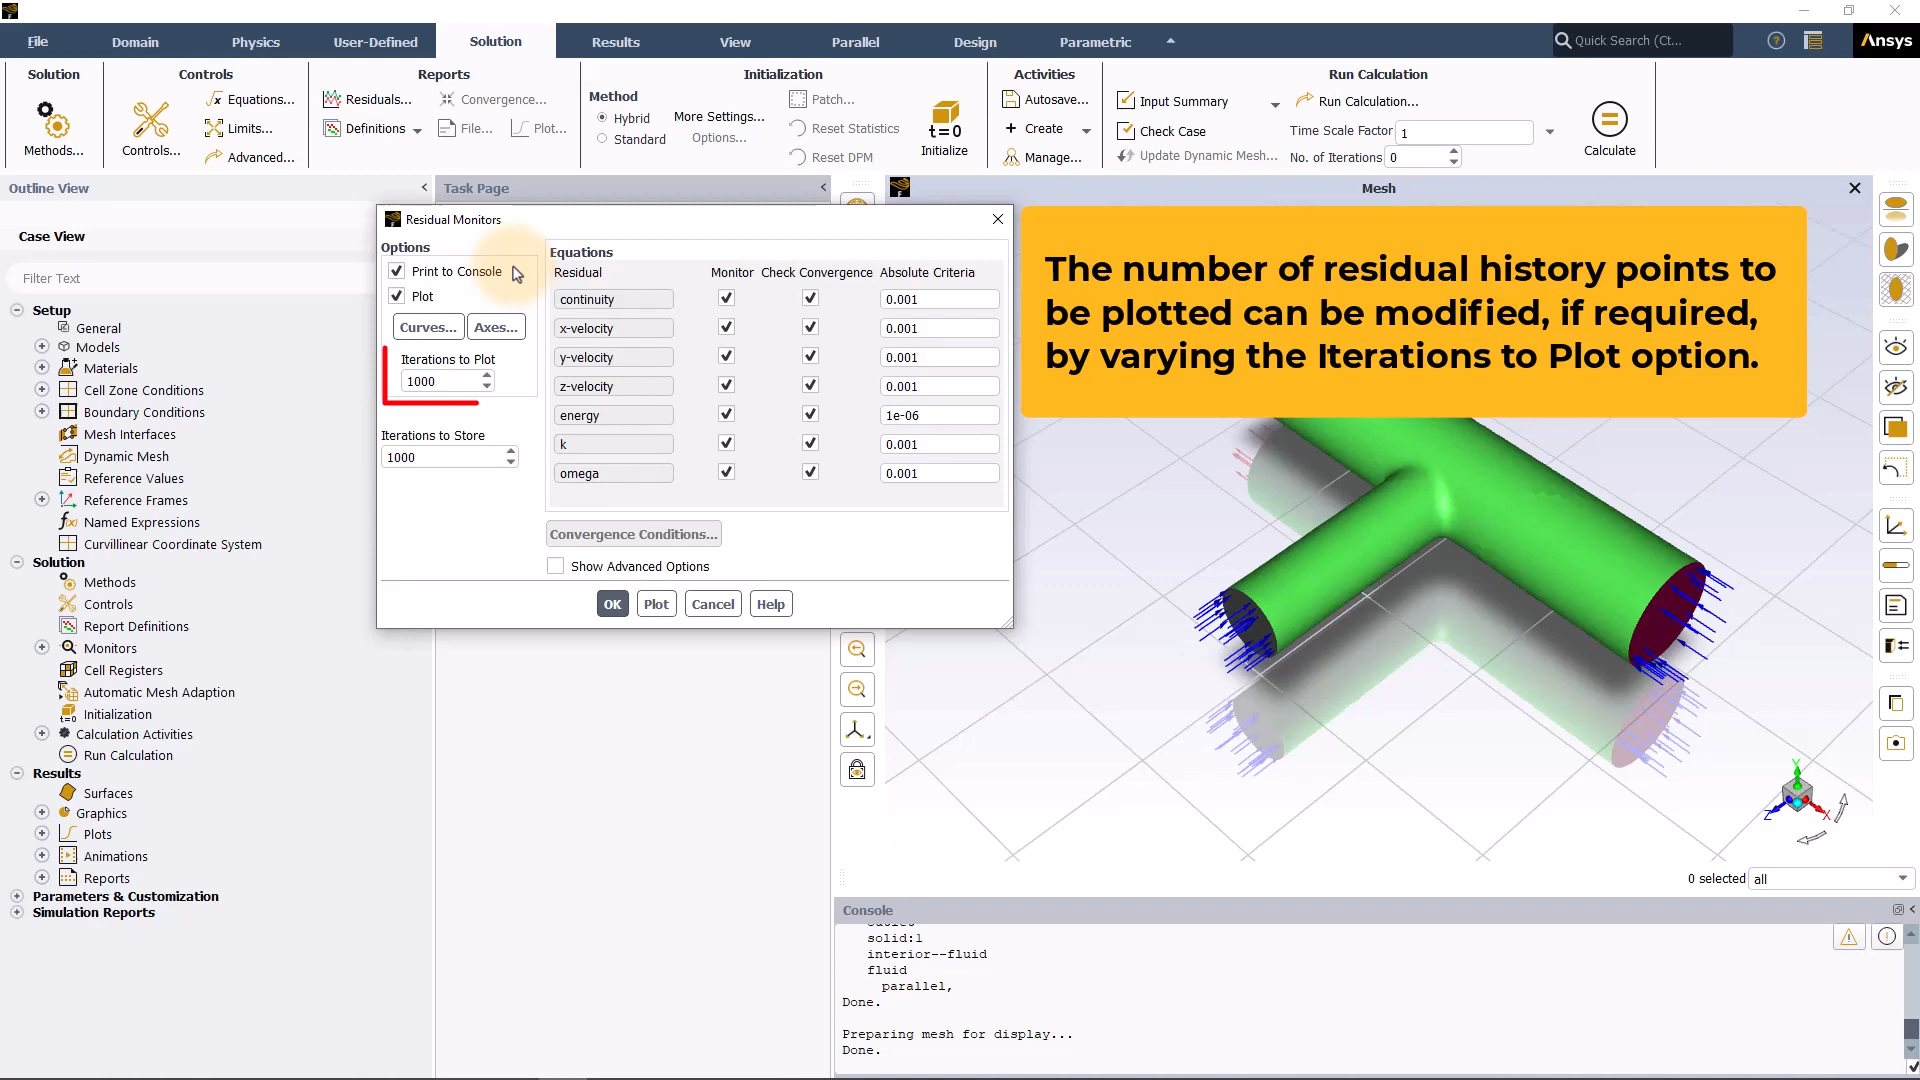 File
Domain
Physics
User-Defined
Solution
Results
View
Parallel
Design
Parametric
Quick Search (Ct...
Ansys
Solution
Methods...
Controls
Controls...
Equations...
Limits...
Advanced...
Reports
Residuals...
Convergence...
Definitions
File...
Plot...
Initialization
Method
Hybrid
Standard
More Settings...
Options...
Patch...
Reset Statistics
Reset DPM
t=0
Initialize
Activities
Autosave...
Create
Manage...
Run Calculation
Input Summary
Check Case
Update Dynamic Mesh...
Run Calculation...
Time Scale Factor 1
No. of Iterations 0
Calculate
Outline View
Task Page
Mesh
Case View
Filter Text
Setup
General
Models
Materials
Cell Zone Conditions
Boundary Conditions
Mesh Interfaces
Dynamic Mesh
Reference Values
Reference Frames
Named Expressions
Curvillinear Coordinate System
Solution
Methods
Controls
Report Definitions
Monitors
Cell Registers
Automatic Mesh Adaption
Initialization
Calculation Activities
Run Calculation
Results
Surfaces
Graphics
Plots
Animations
Reports
Parameters & Customization
Simulation Reports
Residual Monitors
Options
Print to Console
Plot
Curves...
Axes...
Iterations to Plot
1000
Iterations to Store
1000
Equations
Residual Monitor Check Convergence Absolute Criteria
continuity 0.001
x-velocity 0.001
y-velocity 0.001
z-velocity 0.001
energy 1e-06
k 0.001
omega 0.001
Convergence Conditions...
Show Advanced Options
OK
Plot
Cancel
Help
The number of residual history points to
be plotted can be modified, if required,
by varying the Iterations to Plot option.
Y
Z
X
0 selected all
Console
solid:1
interior--fluid
fluid
parallel,
Done.
Preparing mesh for display...
Done.